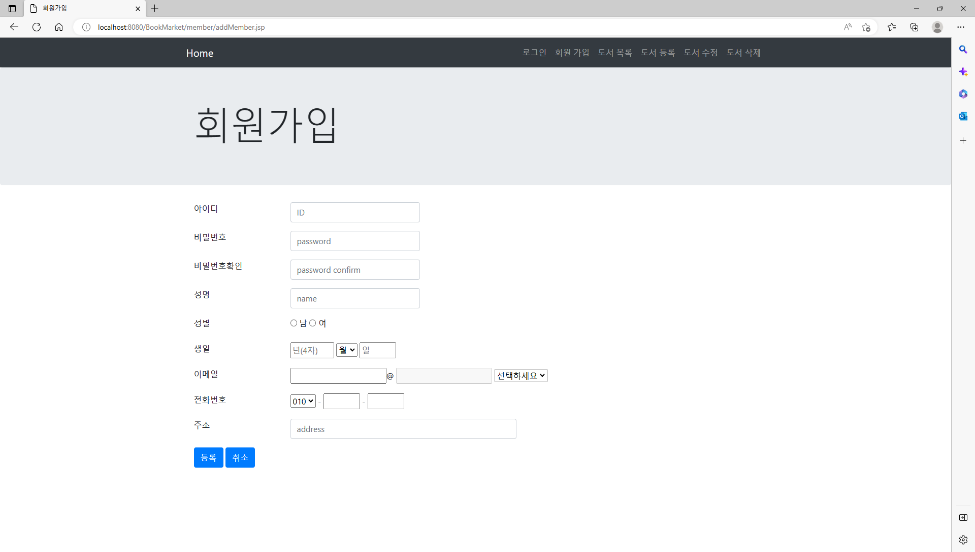 회원가입
localhost:8080/BookMarket/member/addMember.jsp
Home 로그인 회원 가입 도서 목록 도서 등록 도서 수정 도서 삭제
회원가입
아이디 ID
비밀번호 password
비밀번호확인 password confirm
성명 name
성별 남 여
생일 년(4자) 월 일
이메일 @ 선택하세요
전화번호 010 - -
주소 address
등록 취소